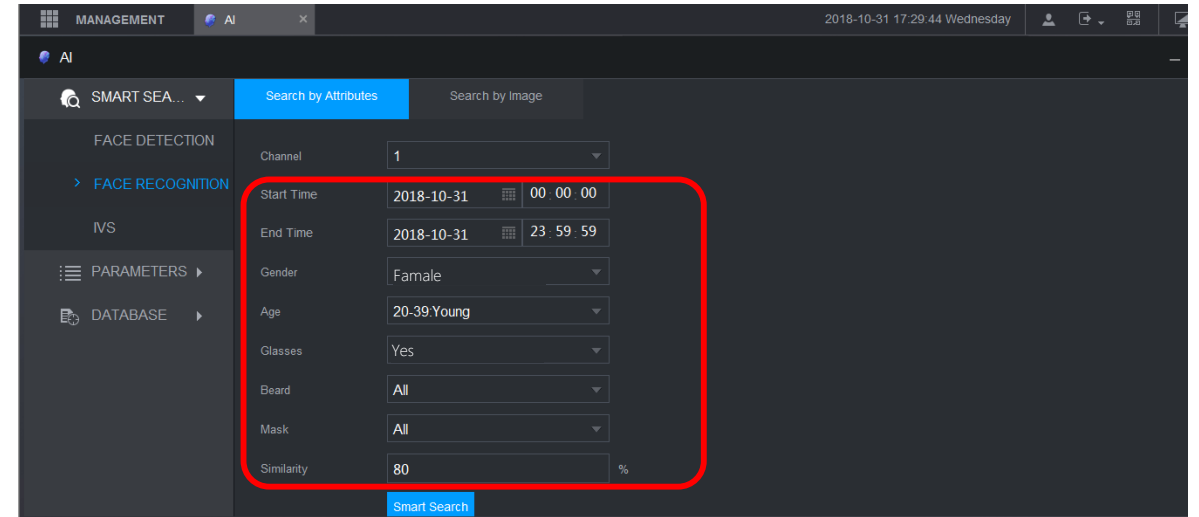 MANAGEMENT AI × 2018-10-31 17:29:44 Wednesday
AI
SMART SEA... Search by Attributes Search by Image
FACE DETECTION
Channel 1
FACE RECOGNITION
Start Time 2018-10-31 00:00:00
IVS
End Time 2018-10-31 23:59:59
PARAMETERS
Gender Famale
DATABASE
Age 20-39:Young
Glasses Yes
Beard All
Mask All
Similarity 80 %
Smart Search